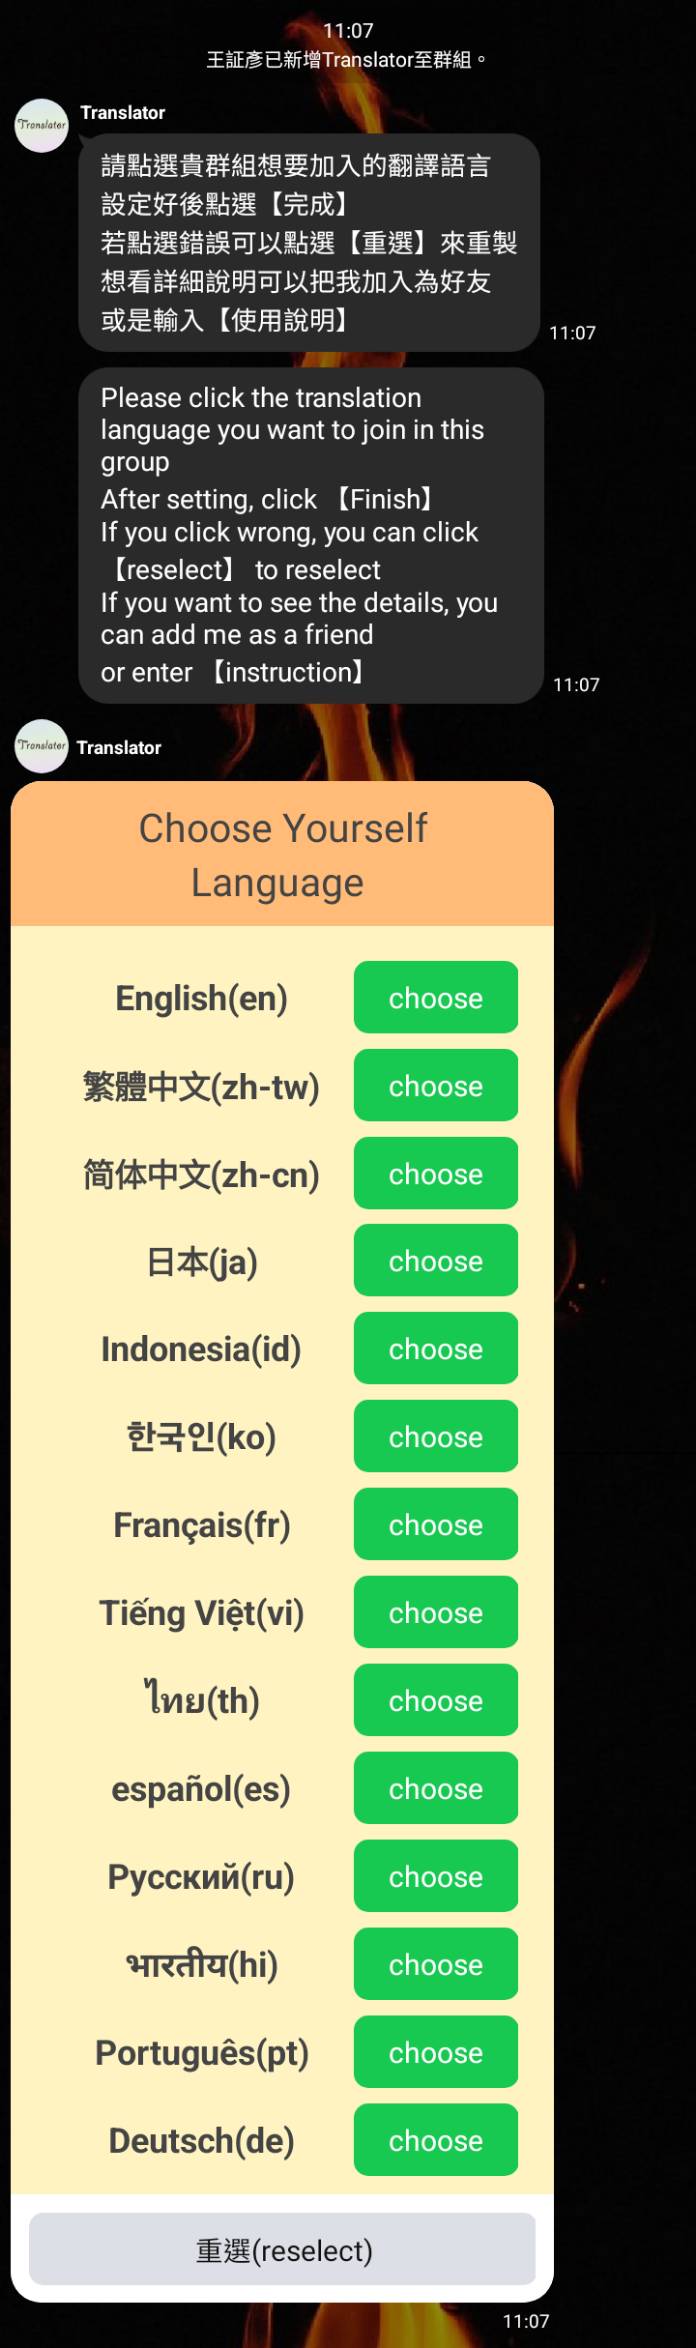 11:07
王証彥已新增Translator至群組。
Translator
Translator
請點選貴群組想要加入的翻譯語言
設定好後點選【完成】
若點選錯誤可以點選【重選】來重製
想看詳細說明可以把我加入為好友
或是輸入【使用說明】
11:07
Please click the translation
language you want to join in this
group
After setting, click 【Finish】
If you click wrong, you can click
【reselect】 to reselect
If you want to see the details, you
can add me as a friend
or enter 【instruction】
11:07
Translator
Translator
Choose Yourself
Language
English(en) choose
繁體中文(zh-tw) choose
简体中文(zh-cn) choose
日本(ja) choose
Indonesia(id) choose
한국인(ko) choose
Français(fr) choose
Tiếng Việt(vi) choose
ไทย(th) choose
español(es) choose
Русский(ru) choose
भारतीय(hi) choose
Português(pt) choose
Deutsch(de) choose
重選(reselect)
11:07